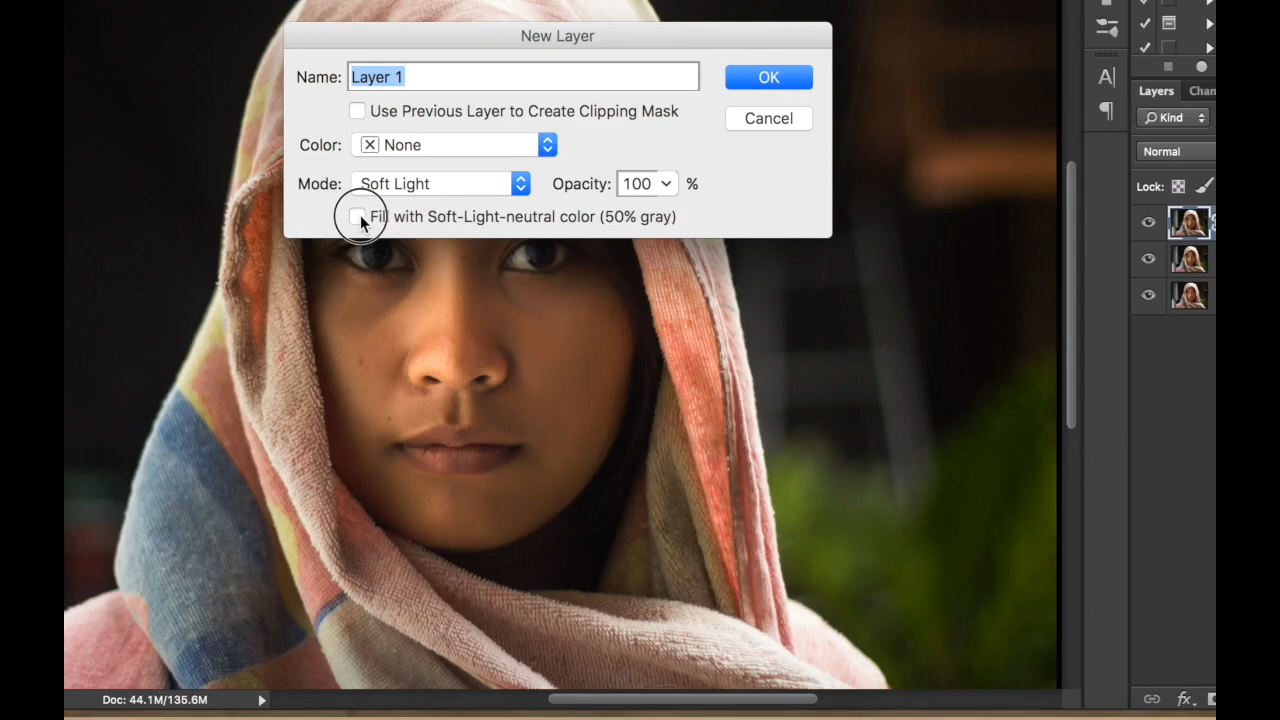 New Layer
Name: Layer 1
OK
Use Previous Layer to Create Clipping Mask
Cancel
Color: None
Mode: Soft Light Opacity: 100 %
Fill with Soft-Light-neutral color (50% gray)
A
Layers Chan
Kind
Normal
Lock:
Doc: 44.1M/135.6M
fx